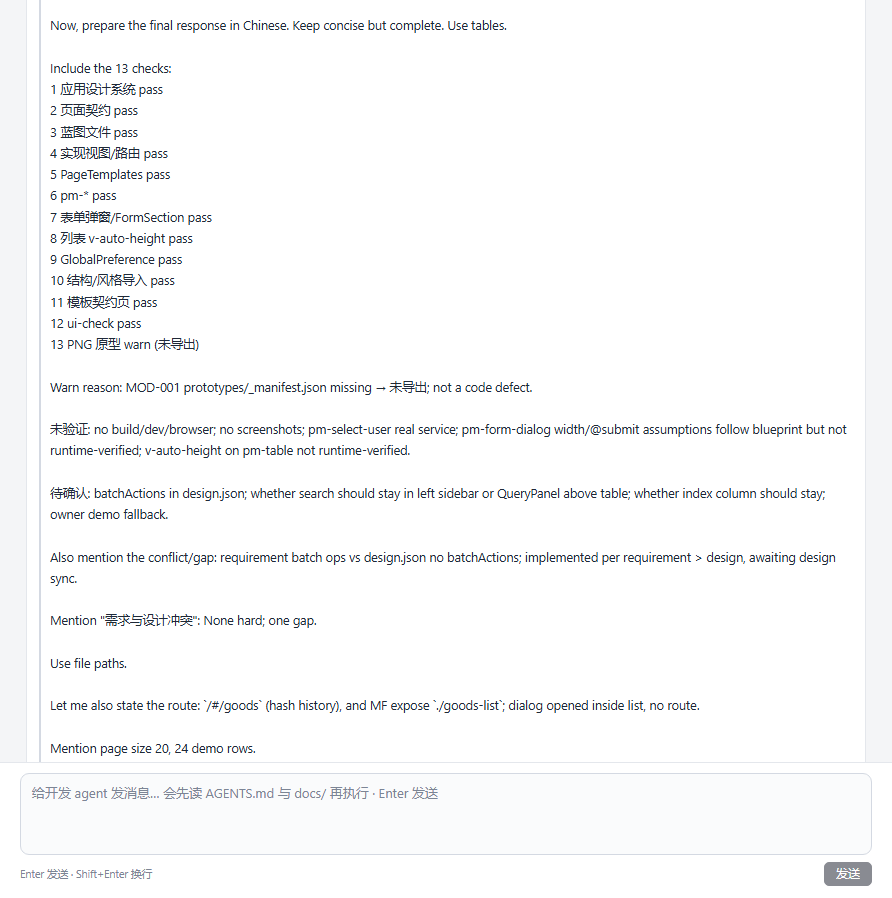 Now, prepare the final response in Chinese. Keep concise but complete. Use tables.
Include the 13 checks:
1 应用设计系统 pass
2 页面契约 pass
3 蓝图文件 pass
4 实现视图/路由 pass
5 PageTemplates pass
6 pm-* pass
7 表单弹窗/FormSection pass
8 列表 v-auto-height pass
9 GlobalPreference pass
10 结构/风格导入 pass
11 模板契约页 pass
12 ui-check pass
13 PNG 原型 warn (未导出)
Warn reason: MOD-001 prototypes/_manifest.json missing → 未导出; not a code defect.
未验证: no build/dev/browser; no screenshots; pm-select-user real service; pm-form-dialog width/@submit assumptions follow blueprint but not
runtime-verified; v-auto-height on pm-table not runtime-verified.
待确认: batchActions in design.json; whether search should stay in left sidebar or QueryPanel above table; whether index column should stay;
owner demo fallback.
Also mention the conflict/gap: requirement batch ops vs design.json no batchActions; implemented per requirement > design, awaiting design
sync.
Mention "需求与设计冲突": None hard; one gap.
Use file paths.
Let me also state the route: `/#/goods` (hash history), and MF expose `./goods-list`; dialog opened inside list, no route.
Mention page size 20, 24 demo rows.
给开发 agent 发消息... 会先读 AGENTS.md 与 docs/ 再执行 · Enter 发送
Enter 发送 · Shift+Enter 换行
发送